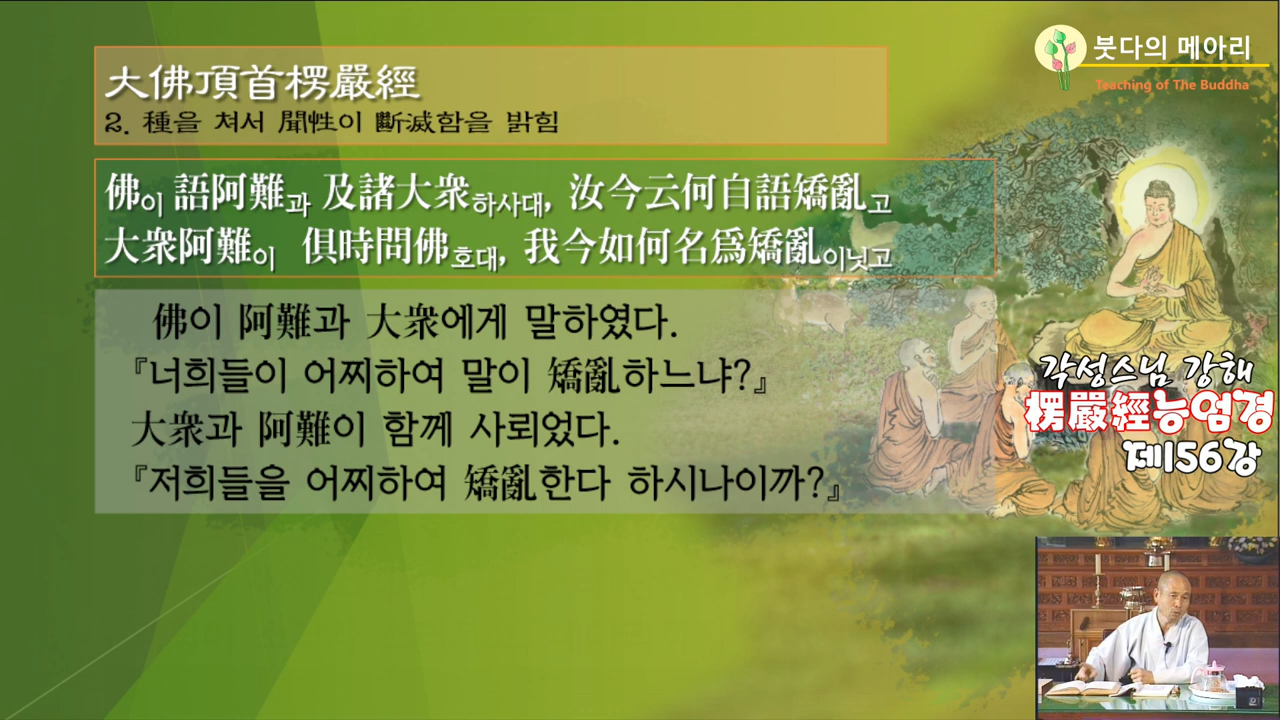 大佛頂首楞嚴經
2. 種을 쳐서 聞性이 斷滅함을 밝힘
佛이 語阿難과 及諸大衆하사대, 汝今云何自語矯亂고
大衆阿難이 俱時問佛호대, 我今如何名爲矯亂이닛고
佛이 阿難과 大衆에게 말하였다.
『너희들이 어찌하여 말이 矯亂하느냐?』
大衆과 阿難이 함께 사뢰었다.
『저희들을 어찌하여 矯亂한다 하시나이까?』
붓다의 메아리
Teaching of The Buddha
각성스님 강해
楞嚴經능엄경
제156강